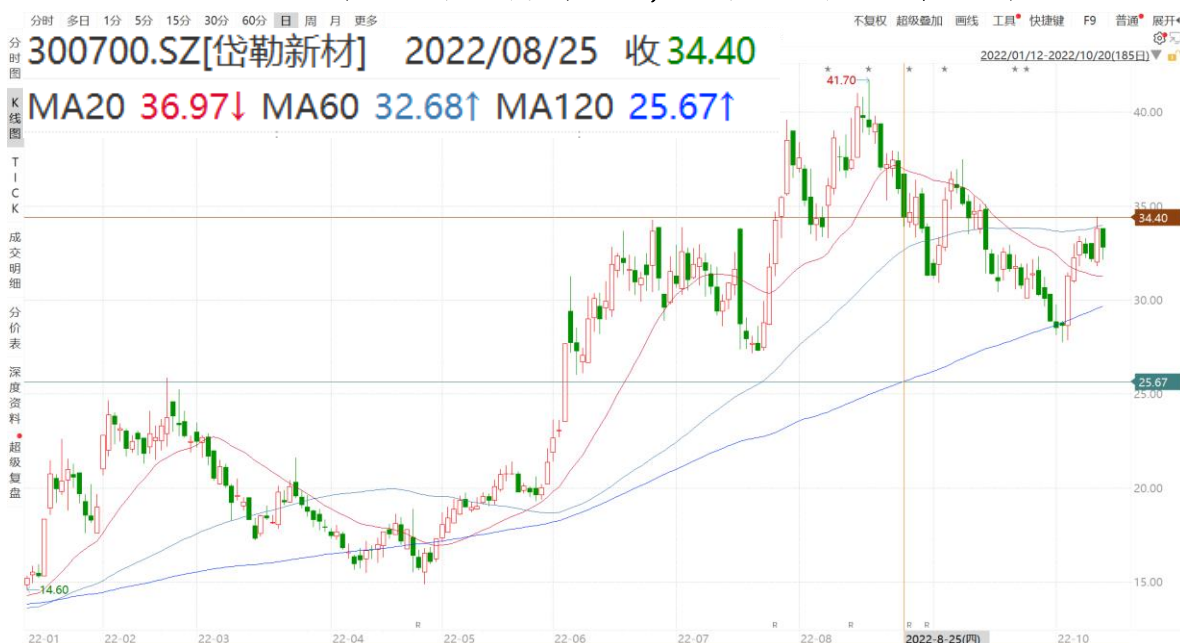 分时 多日 1分 5分 15分 30分 60分 日 周 月 更多 不复权 超级叠加 画线 工具 快捷键 F9 普通 展开
2022/01/12-2022/10/20(185日)
300700.SZ[岱勒新材] 2022/08/25 收34.40
MA20 36.97↓ MA60 32.68↑ MA120 25.67↑
分时图
K线图
TICK
成交明细
分价表
深度资料
超级复盘
41.70
40.00
35.00
34.40
30.00
25.67
25.00
20.00
15.00
14.60
R R R R R
22-01 22-02 22-03 22-04 22-05 22-06 22-07 22-08 2022-8-25(四) 22-10